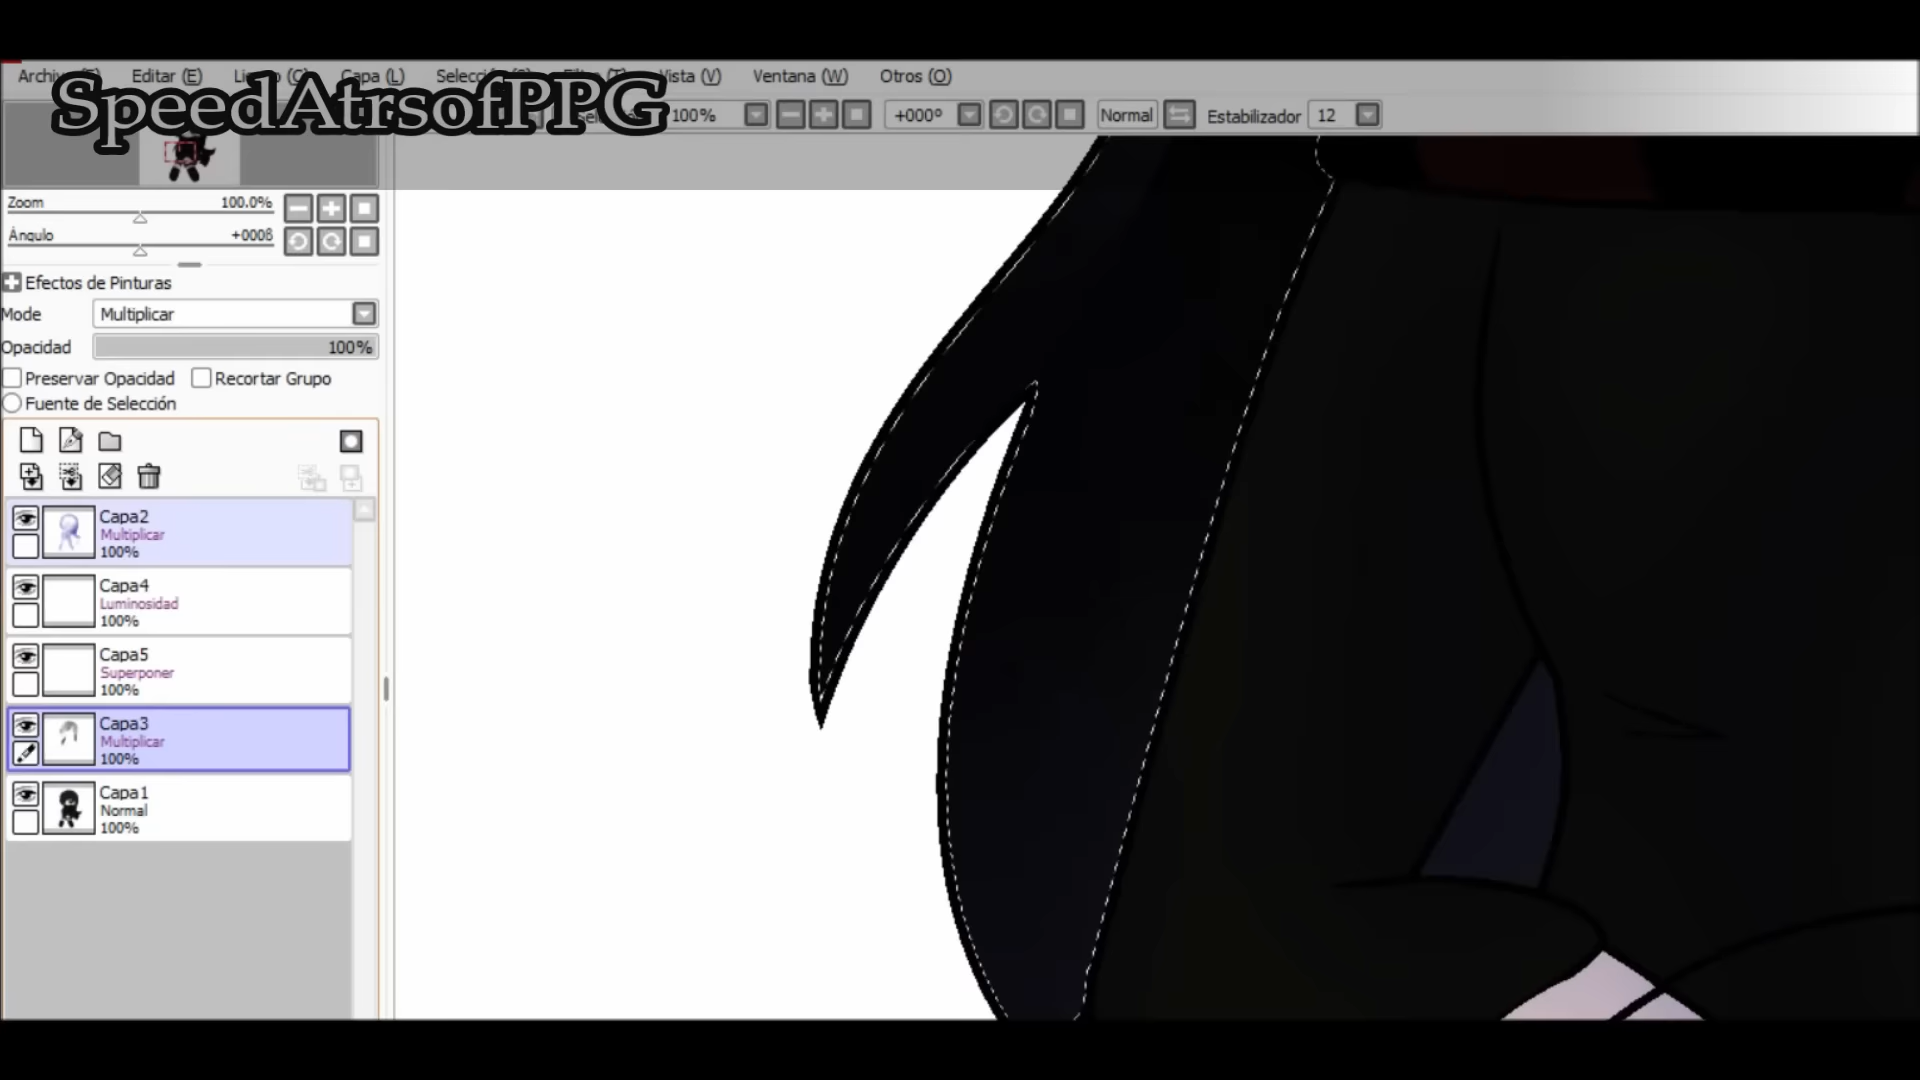 Editar (E) Capa (L) Vista (V) Ventana (W) Otros (O)
SpeedAtrsofPPG
100% +000º Normal Estabilizador 12
Zoom 100.0%
Ángulo +000ß
Efectos de Pinturas
Mode Multiplicar
Opacidad 100%
Preservar Opacidad Recortar Grupo
Fuente de Selección
Capa2
Multiplicar
100%
Capa4
Luminosidad
100%
Capa5
Superponer
100%
Capa3
Multiplicar
100%
Capa1
Normal
100%